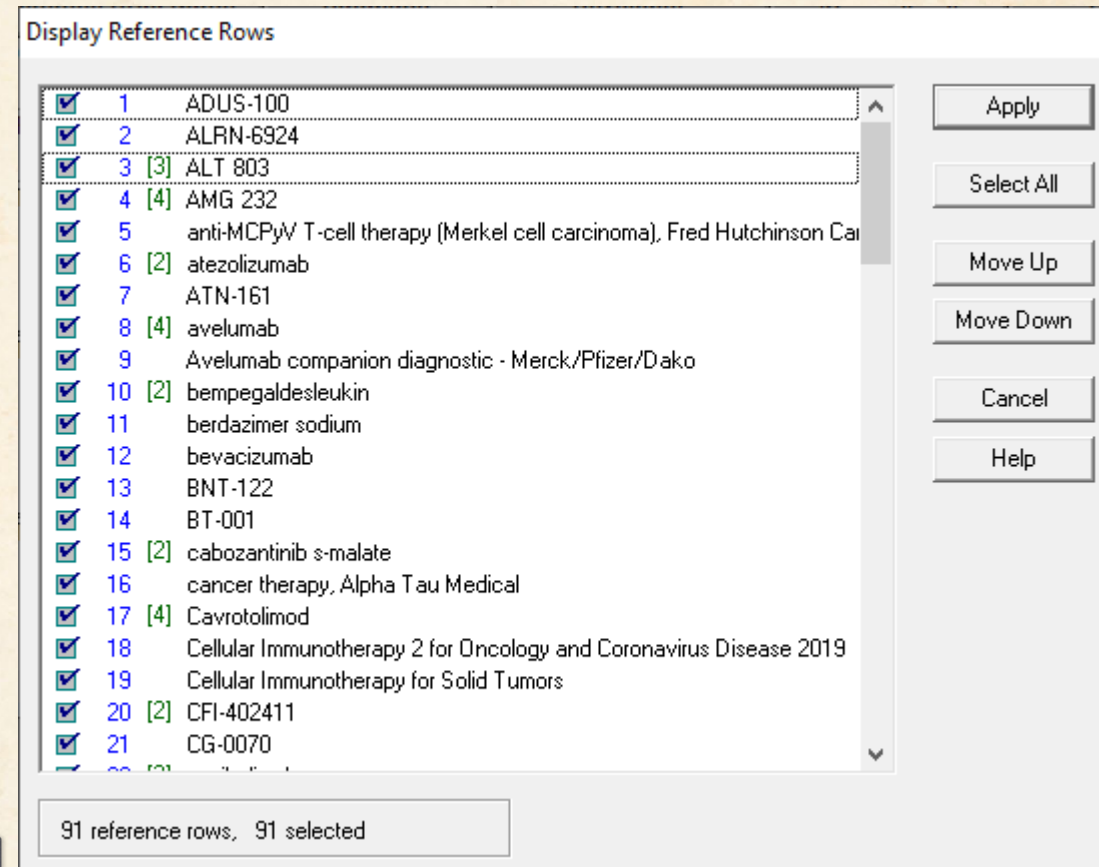 Display Reference Rows
1 ADUS-100
2 ALRN-6924
3 [3] ALT 803
4 [4] AMG 232
5 anti-MCPyV T-cell therapy (Merkel cell carcinoma), Fred Hutchinson Car
6 [2] atezolizumab
7 ATN-161
8 [4] avelumab
9 Avelumab companion diagnostic - Merck/Pfizer/Dako
10 [2] bempegaldesleukin
11 berdazimer sodium
12 bevacizumab
13 BNT-122
14 BT-001
15 [2] cabozantinib s-malate
16 cancer therapy, Alpha Tau Medical
17 [4] Cavrotolimod
18 Cellular Immunotherapy 2 for Oncology and Coronavirus Disease 2019
19 Cellular Immunotherapy for Solid Tumors
20 [2] CFI-402411
21 CG-0070
Apply
Select All
Move Up
Move Down
Cancel
Help
91 reference rows, 91 selected